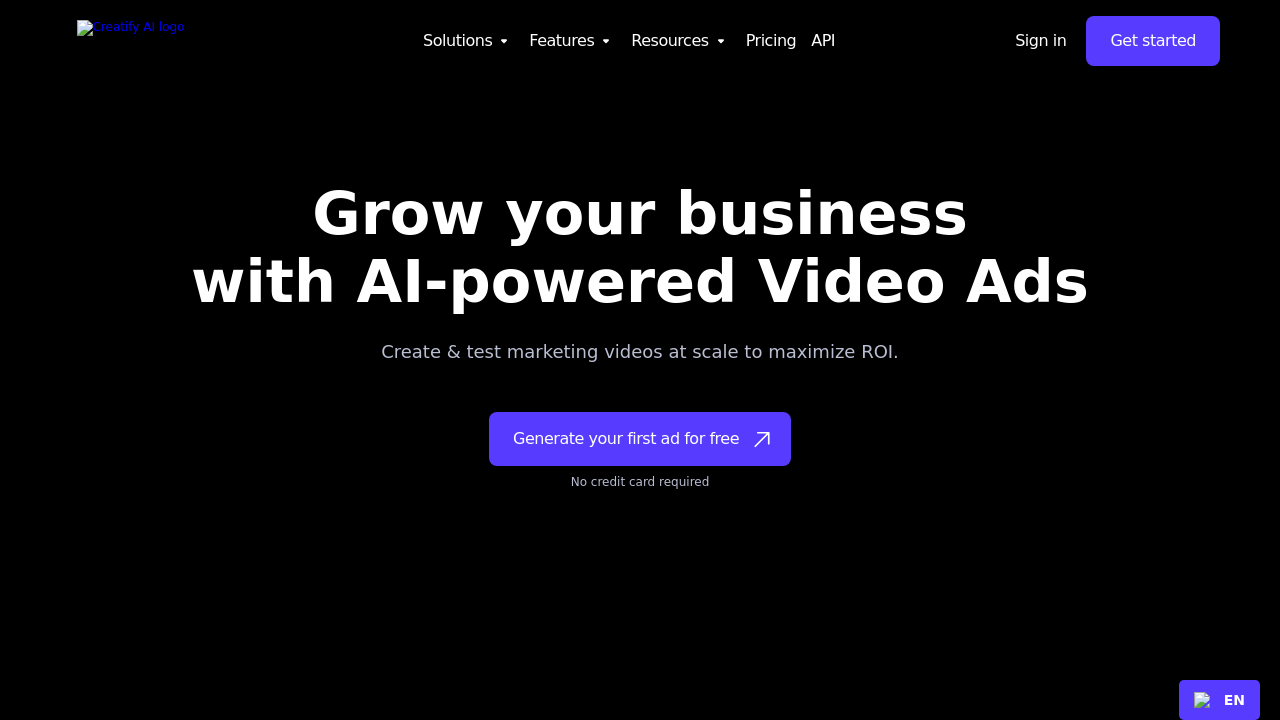 Creatify AI logo
Solutions
Features
Resources
Pricing
API
Sign in
Get started
Grow your business
with AI-powered Video Ads
Create & test marketing videos at scale to maximize ROI.
Generate your first ad for free
No credit card required
EN